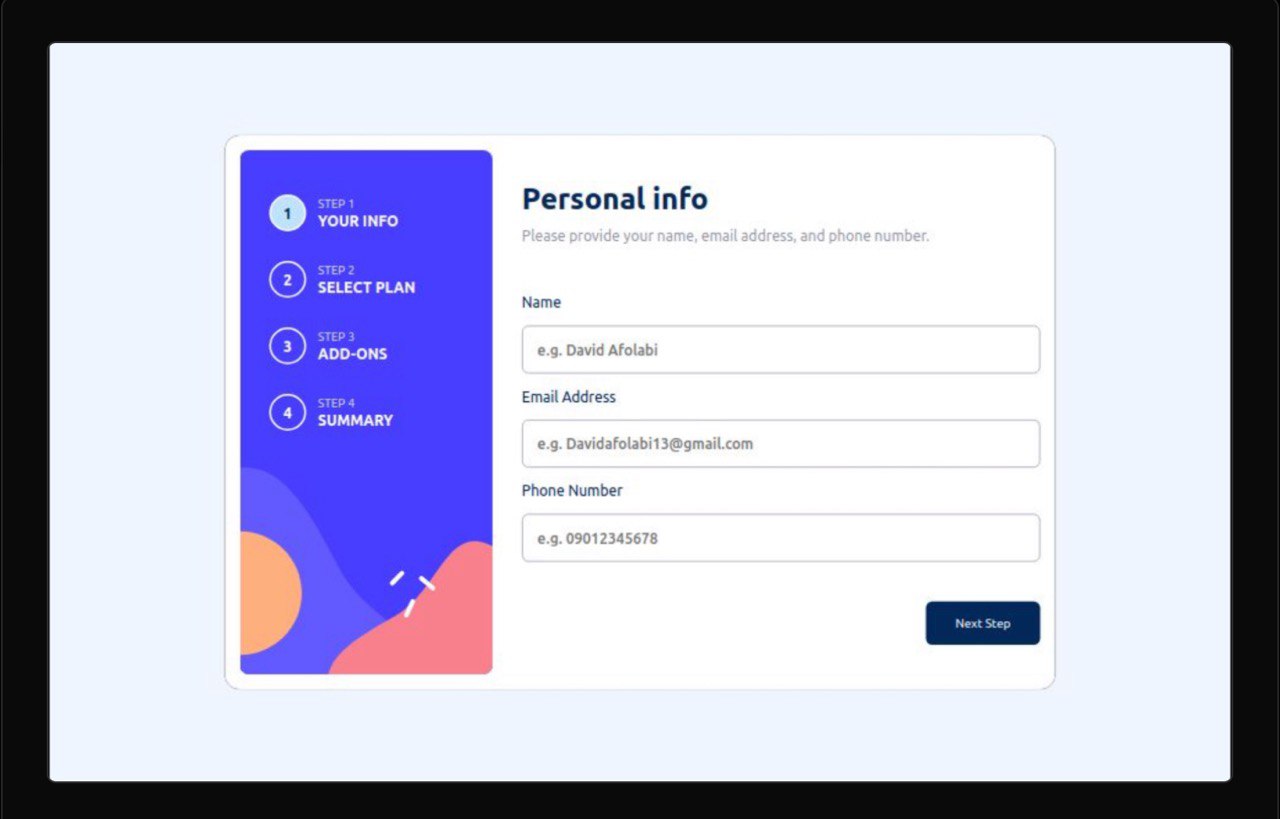 1
STEP 1
YOUR INFO
2
STEP 2
SELECT PLAN
3
STEP 3
ADD-ONS
4
STEP 4
SUMMARY
Personal info
Please provide your name, email address, and phone number.
Name
e.g. David Afolabi
Email Address
e.g. Davidafolabi13@gmail.com
Phone Number
e.g. 09012345678
Next Step